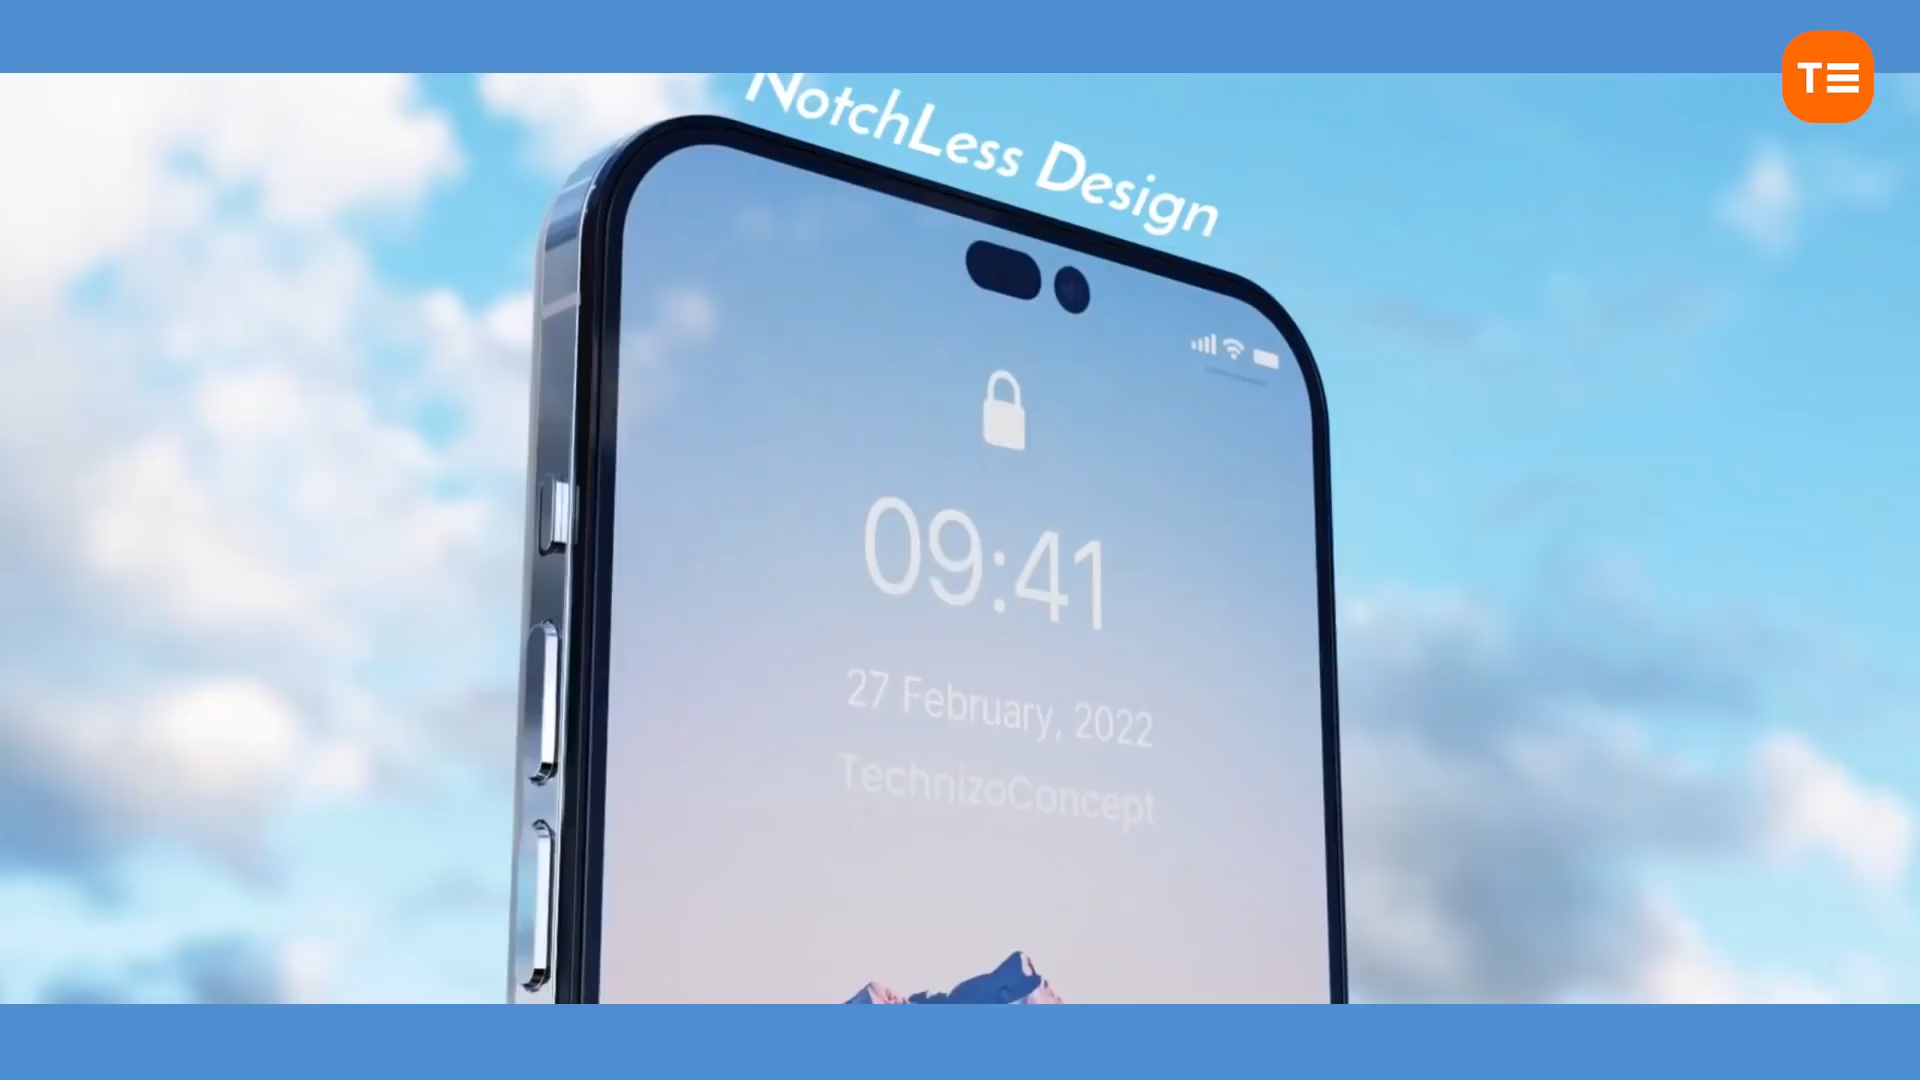 TE
NotchLess Design
09:41
27 February, 2022
TechnizoConcept